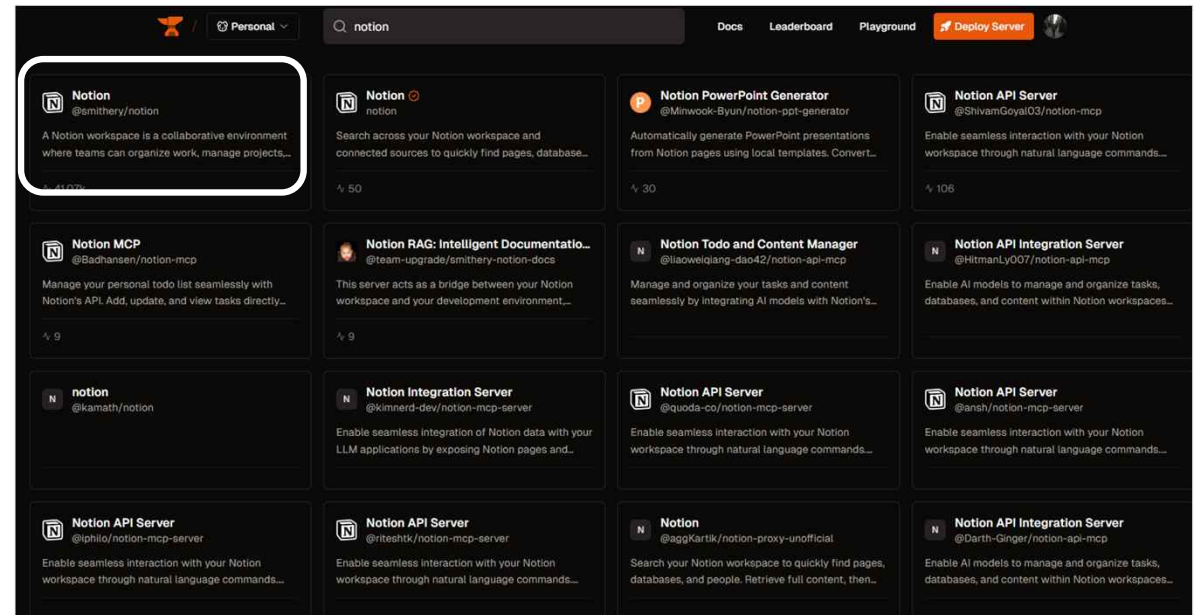 / Personal
notion
Docs
Leaderboard
Playground
Deploy Server
Notion
@smithery/notion
A Notion workspace is a collaborative environment
where teams can organize work, manage projects,...
Notion
notion
Search across your Notion workspace and
connected sources to quickly find pages, database...
50
Notion PowerPoint Generator
@Minwook-Byun/notion-ppt-generator
Automatically generate PowerPoint presentations
from Notion pages using local templates. Convert...
30
Notion API Server
@ShivamGoyal03/notion-mcp
Enable seamless interaction with your Notion
workspace through natural language commands....
106
Notion MCP
@Badhansen/notion-mcp
Manage your personal todo list seamlessly with
Notion's API. Add, update, and view tasks directly...
9
Notion RAG: Intelligent Documentatio...
@team-upgrade/smithery-notion-docs
This server acts as a bridge between your Notion
workspace and your development environment,...
9
N
Notion Todo and Content Manager
@liaoweiqiang-dao42/notion-api-mcp
Manage and organize your tasks and content
seamlessly by integrating AI models with Notion's...
N
Notion API Integration Server
@HitmanLy007/notion-api-mcp
Enable AI models to manage and organize tasks,
databases, and content within Notion workspaces...
N
notion
@kamath/notion
N
Notion Integration Server
@kimnerd-dev/notion-mcp-server
Enable seamless integration of Notion data with your
LLM applications by exposing Notion pages and...
Notion API Server
@quoda-co/notion-mcp-server
Enable seamless interaction with your Notion
workspace through natural language commands....
Notion API Server
@ansh/notion-mcp-server
Enable seamless interaction with your Notion
workspace through natural language commands....
Notion API Server
@iphilo/notion-mcp-server
Enable seamless interaction with your Notion
workspace through natural language commands....
Notion API Server
@riteshtk/notion-mcp-server
Enable seamless interaction with your Notion
workspace through natural language commands....
N
Notion
@aggKartik/notion-proxy-unofficial
Search your Notion workspace to quickly find pages,
databases, and people. Retrieve full content, then...
N
Notion API Integration Server
@Darth-Ginger/notion-api-mcp
Enable AI models to manage and organize tasks,
databases, and content within Notion workspaces...